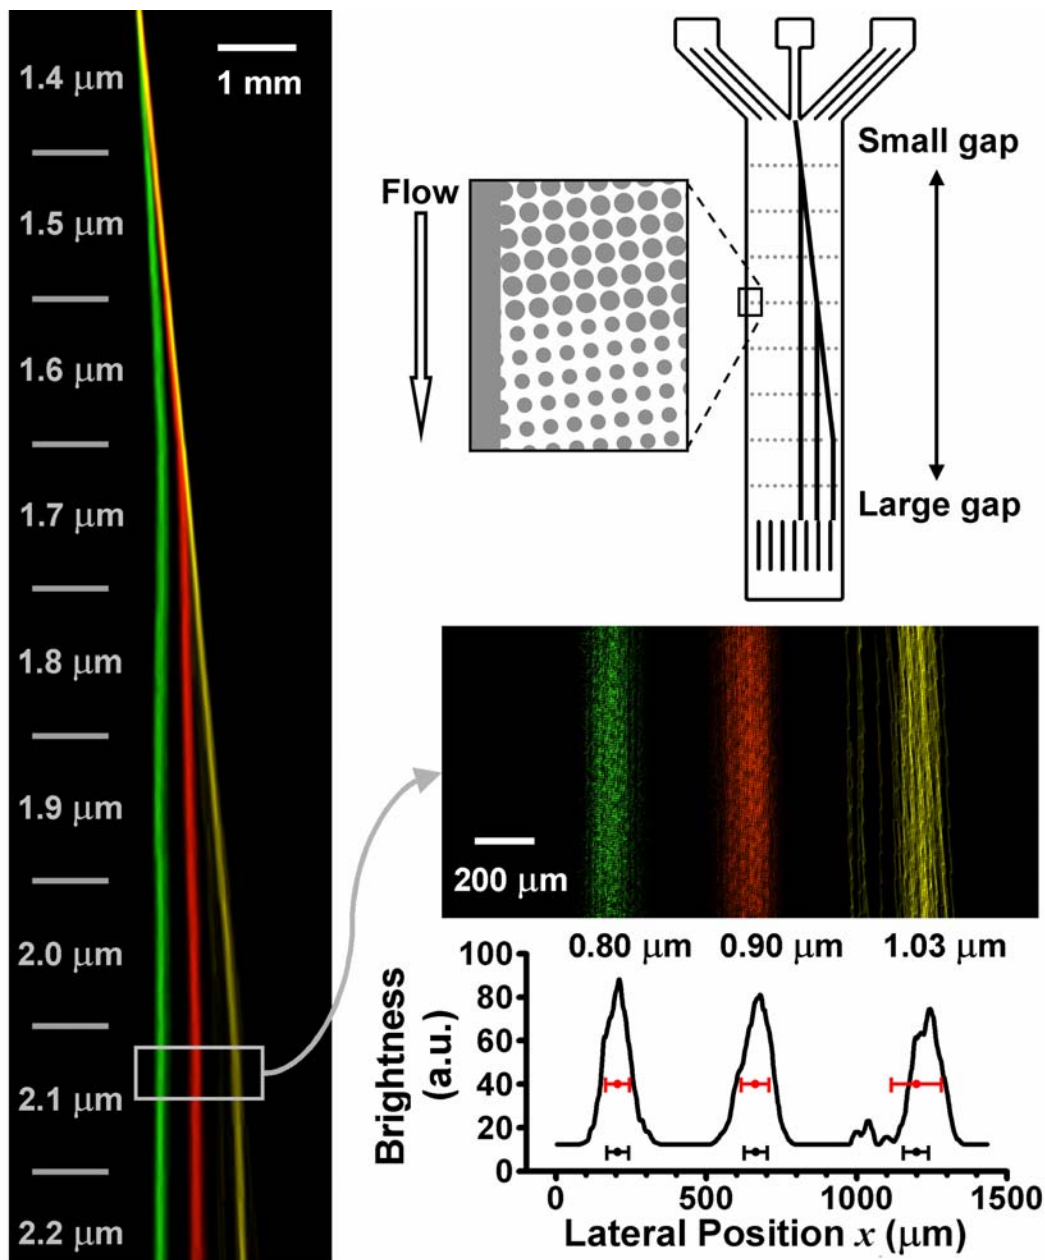 1.4 μm
1 mm
1.5 μm
1.6 μm
1.7 μm
1.8 μm
1.9 μm
2.0 μm
2.1 μm
2.2 μm
Flow
Small gap
Large gap
200 μm
0.80 μm
0.90 μm
1.03 μm
Brightness
(a.u.)
100
80
60
40
20
0
0
500
1000
1500
Lateral Position x (μm)